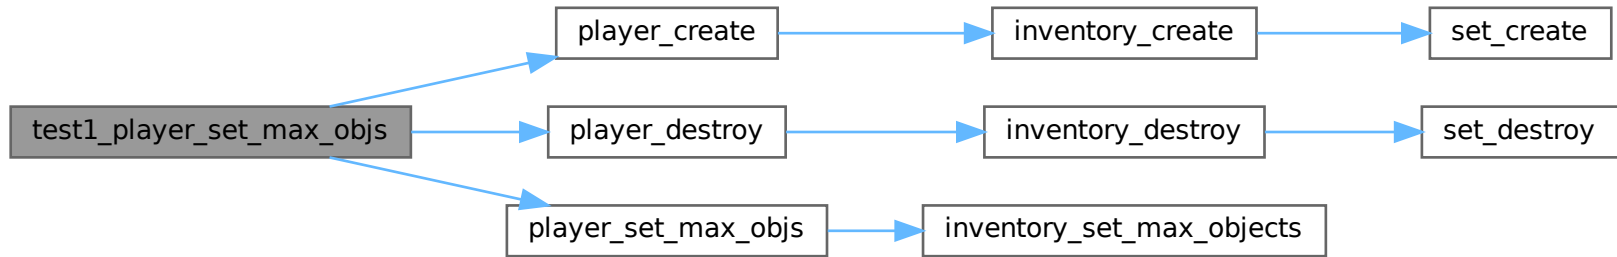 player_create
inventory_create
set_create
test1_player_set_max_objs
player_destroy
inventory_destroy
set_destroy
player_set_max_objs
inventory_set_max_objects